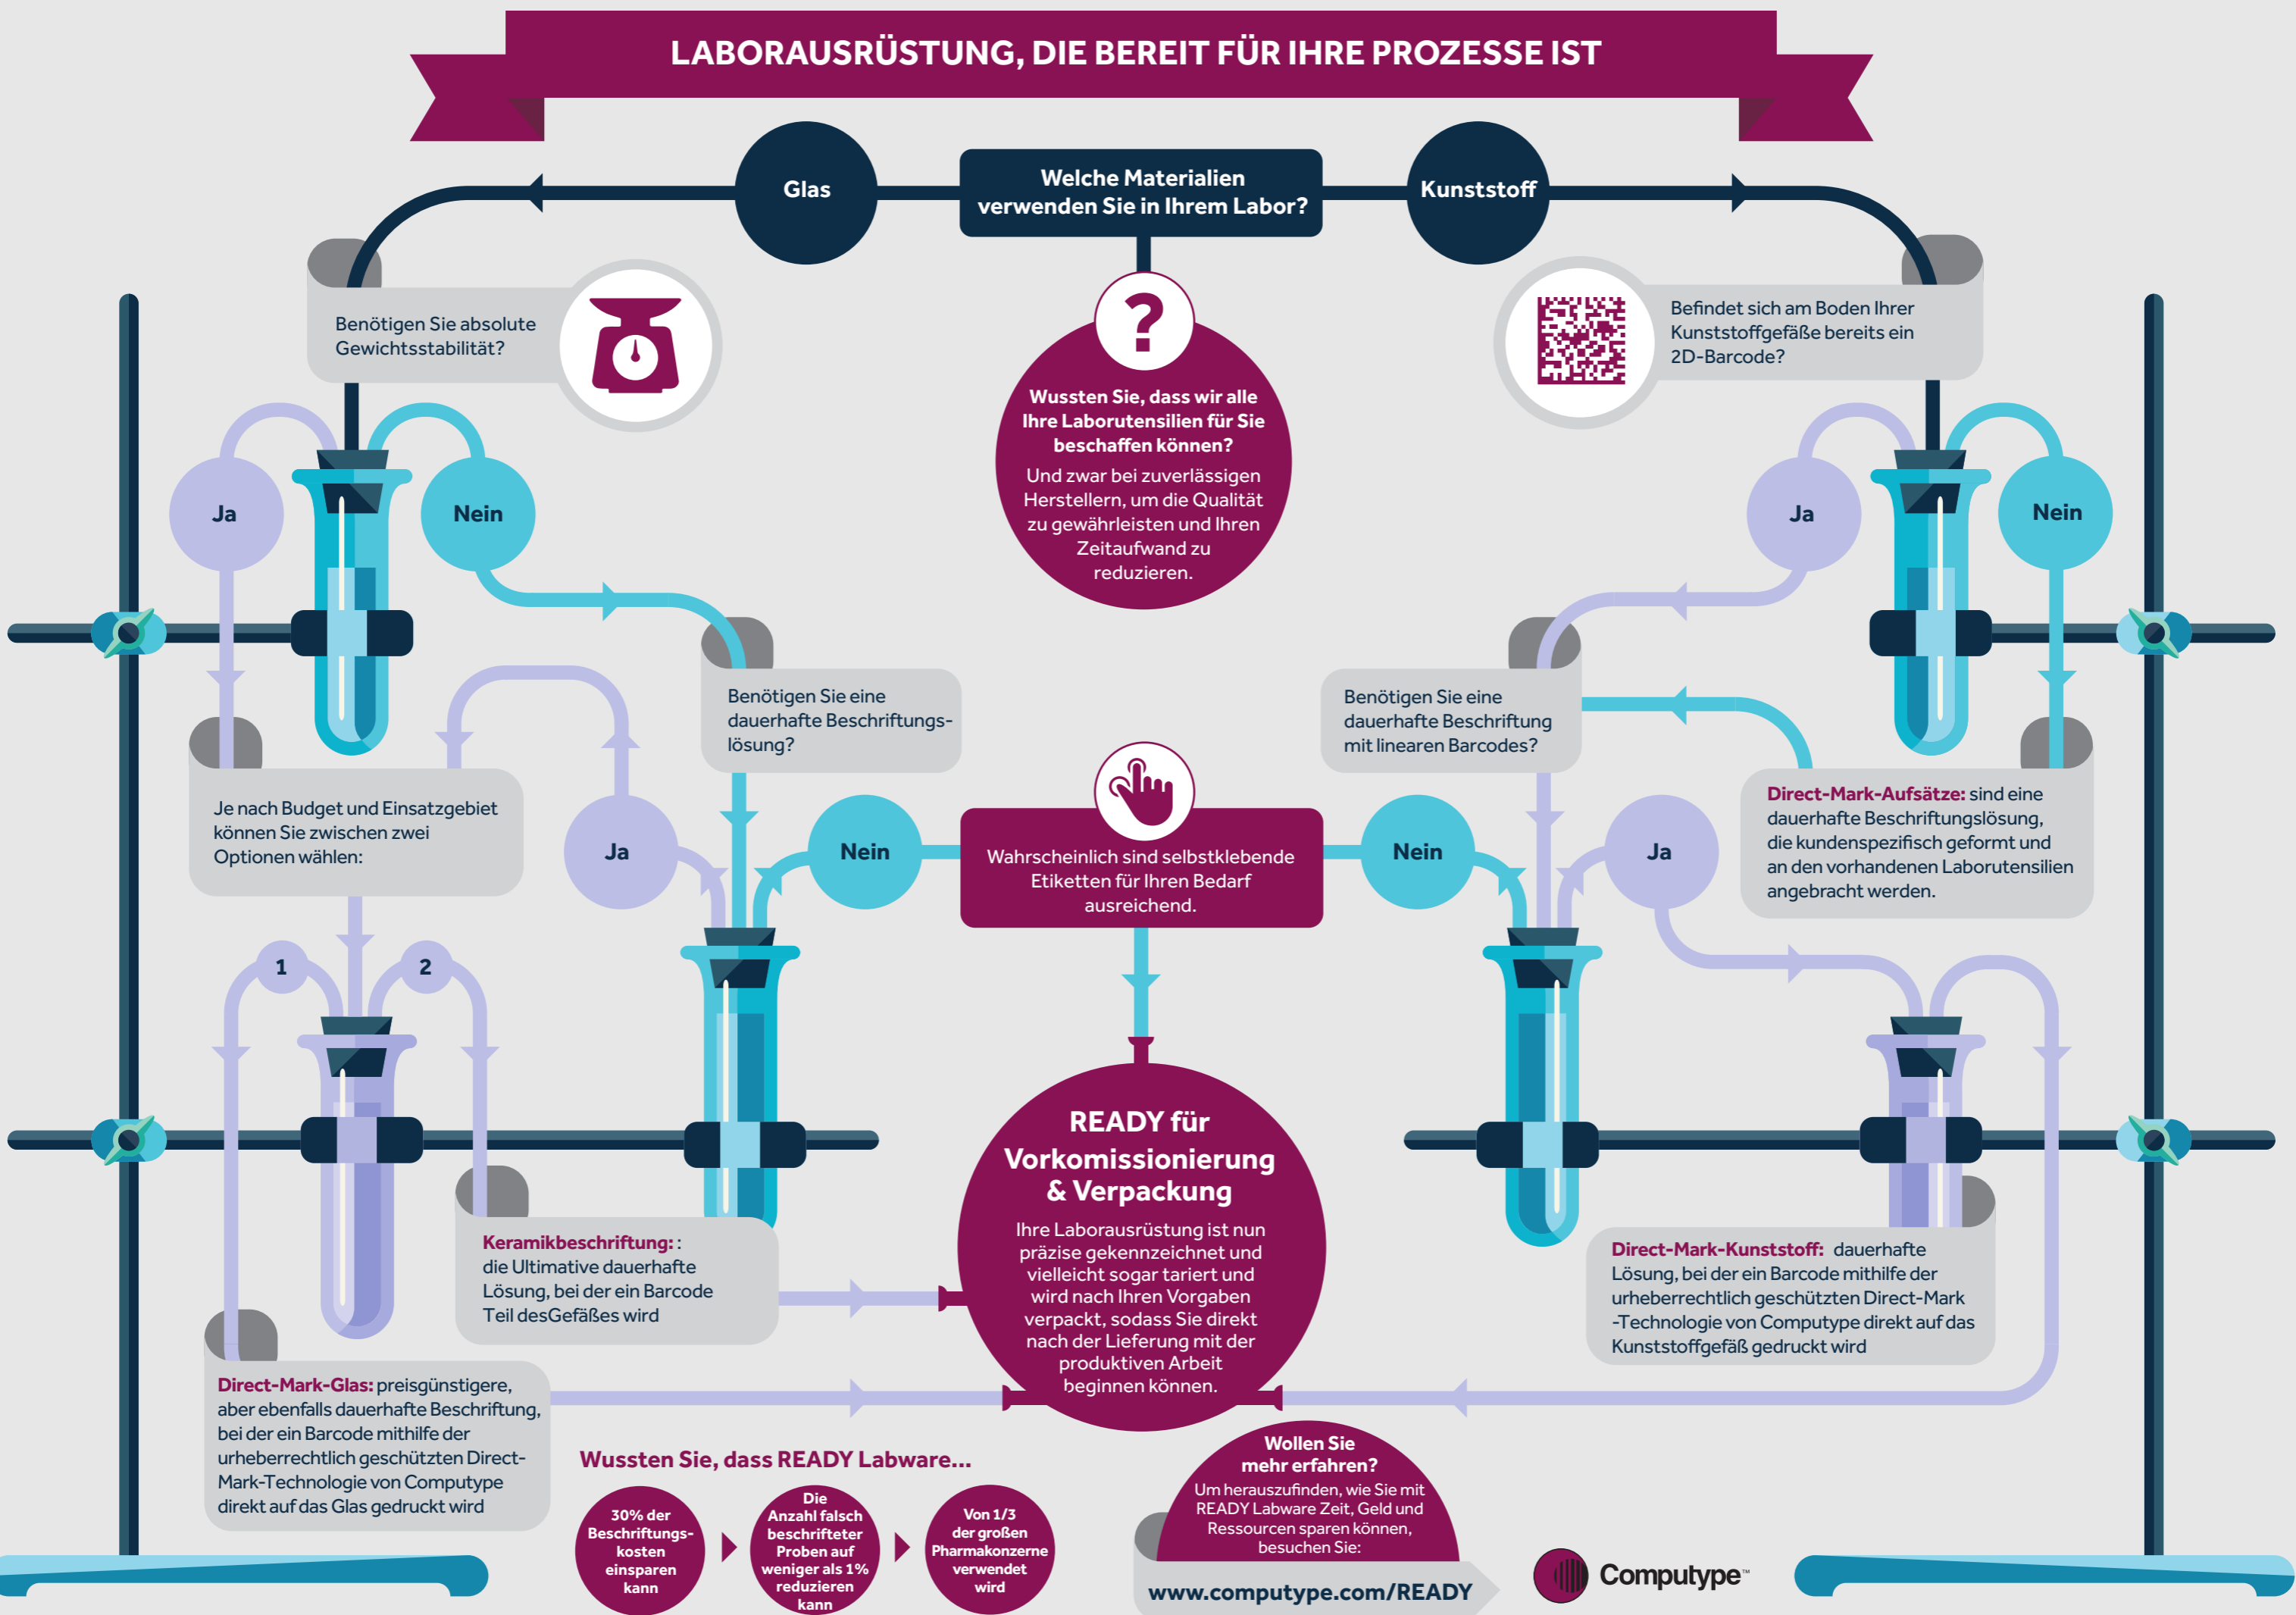 LABORAUSRÜSTUNG, DIE BEREIT FÜR IHRE PROZESSE IST
Glas
Welche Materialien
verwenden Sie in Ihrem Labor?
Kunststoff
Benötigen Sie absolute
Gewichtsstabilität?
?
Wussten Sie, dass wir alle
Ihre Laborutensilien für Sie
beschaffen können?
Und zwar bei zuverlässigen
Herstellern, um die Qualität
zu gewährleisten und Ihren
Zeitaufwand zu
reduzieren.
Befindet sich am Boden Ihrer
Kunststoffgefäße bereits ein
2D-Barcode?
Ja
Nein
Ja
Nein
Benötigen Sie eine
dauerhafte Beschriftungs-
lösung?
Benötigen Sie eine
dauerhafte Beschriftung
mit linearen Barcodes?
Je nach Budget und Einsatzgebiet
können Sie zwischen zwei
Optionen wählen:
Direct-Mark-Aufsätze: sind eine
dauerhafte Beschriftungslösung,
die kundenspezifisch geformt und
an den vorhandenen Laborutensilien
angebracht werden.
Ja
Nein
Wahrscheinlich sind selbstklebende
Etiketten für Ihren Bedarf
ausreichend.
Nein
Ja
1
2
READY für
Vorkomissionierung
& Verpackung
Ihre Laborausrüstung ist nun
präzise gekennzeichnet und
vielleicht sogar tariert und
wird nach Ihren Vorgaben
verpackt, sodass Sie direkt
nach der Lieferung mit der
produktiven Arbeit
beginnen können.
Keramikbeschriftung: :
die Ultimative dauerhafte
Lösung, bei der ein Barcode
Teil desGefäßes wird
Direct-Mark-Kunststoff: dauerhafte
Lösung, bei der ein Barcode mithilfe der
urheberrechtlich geschützten Direct-Mark
-Technologie von Computype direkt auf das
Kunststoffgefäß gedruckt wird
Direct-Mark-Glas: preisgünstigere,
aber ebenfalls dauerhafte Beschriftung,
bei der ein Barcode mithilfe der
urheberrechtlich geschützten Direct-
Mark-Technologie von Computype
direkt auf das Glas gedruckt wird
Wussten Sie, dass READY Labware...
30% der
Beschriftungs-
kosten
einsparen
kann
Die
Anzahl falsch
beschrifteter
Proben auf
weniger als 1%
reduzieren
kann
Von 1/3
der großen
Pharmakonzerne
verwendet
wird
Wollen Sie
mehr erfahren?
Um herauszufinden, wie Sie mit
READY Labware Zeit, Geld und
Ressourcen sparen können,
besuchen Sie:
www.computype.com/READY
Computype™